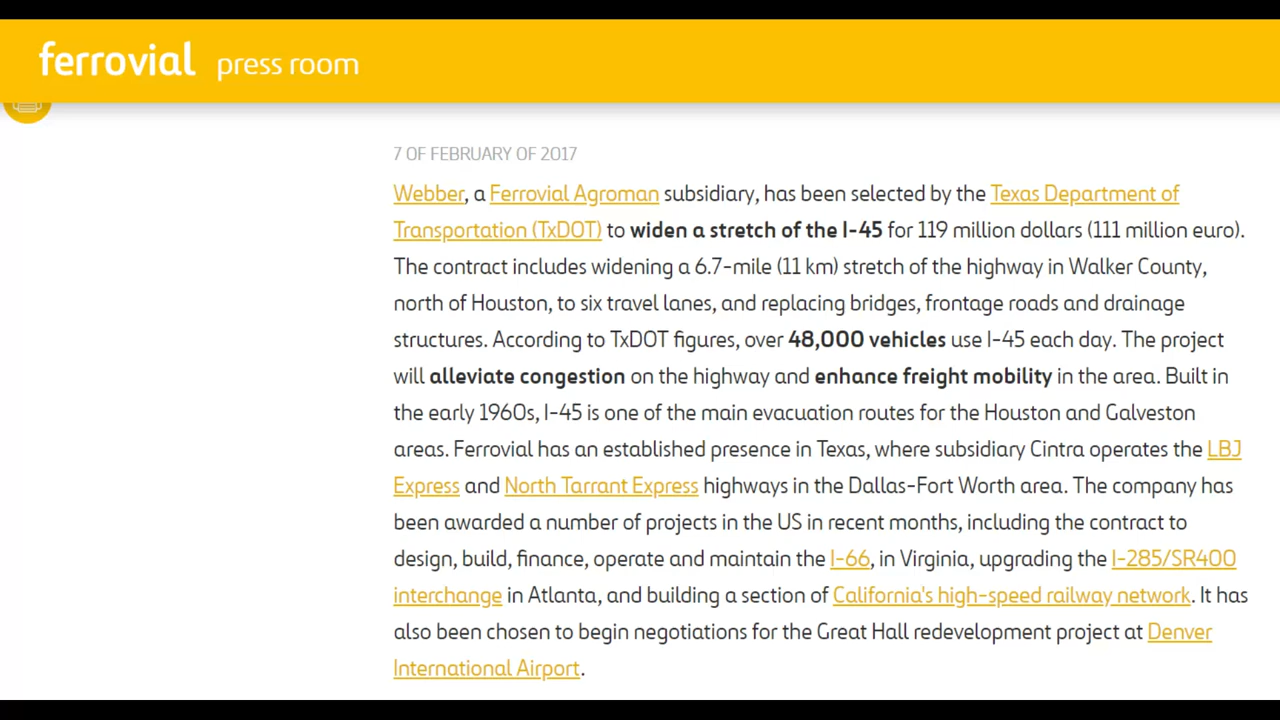 ferrovial press room
7 OF FEBRUARY OF 2017
Webber, a Ferrovial Agroman subsidiary, has been selected by the Texas Department of
Transportation (TxDOT) to widen a stretch of the I-45 for 119 million dollars (111 million euro).
The contract includes widening a 6.7-mile (11 km) stretch of the highway in Walker County,
north of Houston, to six travel lanes, and replacing bridges, frontage roads and drainage
structures. According to TxDOT figures, over 48,000 vehicles use I-45 each day. The project
will alleviate congestion on the highway and enhance freight mobility in the area. Built in
the early 1960s, I-45 is one of the main evacuation routes for the Houston and Galveston
areas. Ferrovial has an established presence in Texas, where subsidiary Cintra operates the LBJ
Express and North Tarrant Express highways in the Dallas-Fort Worth area. The company has
been awarded a number of projects in the US in recent months, including the contract to
design, build, finance, operate and maintain the I-66, in Virginia, upgrading the I-285/SR400
interchange in Atlanta, and building a section of California's high-speed railway network. It has
also been chosen to begin negotiations for the Great Hall redevelopment project at Denver
International Airport.